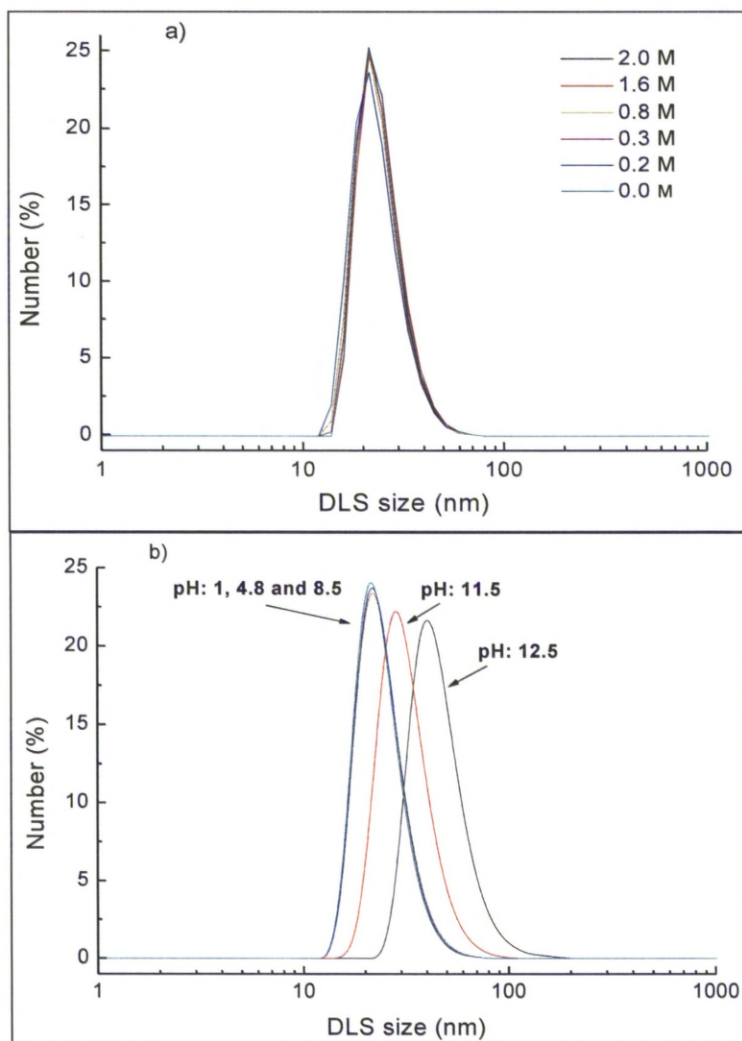 a)
25
20
15
10
5
0
Number (%)
2.0 M
1.6 M
0.8 M
0.3 M
0.2 M
0.0 M
1 10 100 1000
DLS size (nm)
b)
25
20
15
10
5
0
Number (%)
pH: 1, 4.8 and 8.5
pH: 11.5
pH: 12.5
1 10 100 1000
DLS size (nm)